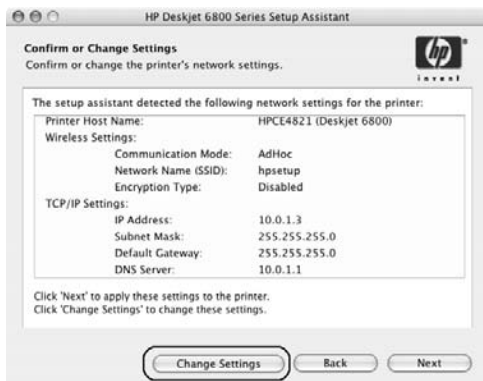 HP Deskjet 6800 Series Setup Assistant
Confirm or Change Settings
Confirm or change the printer's network settings.
hp
invent
The setup assistant detected the following network settings for the printer:
Printer Host Name: HPCE4821 (Deskjet 6800)
Wireless Settings:
Communication Mode: AdHoc
Network Name (SSID): hpsetup
Encryption Type: Disabled
TCP/IP Settings:
IP Address: 10.0.1.3
Subnet Mask: 255.255.255.0
Default Gateway: 255.255.255.0
DNS Server: 10.0.1.1
Click 'Next' to apply these settings to the printer.
Click 'Change Settings' to change these settings.
Change Settings Back Next